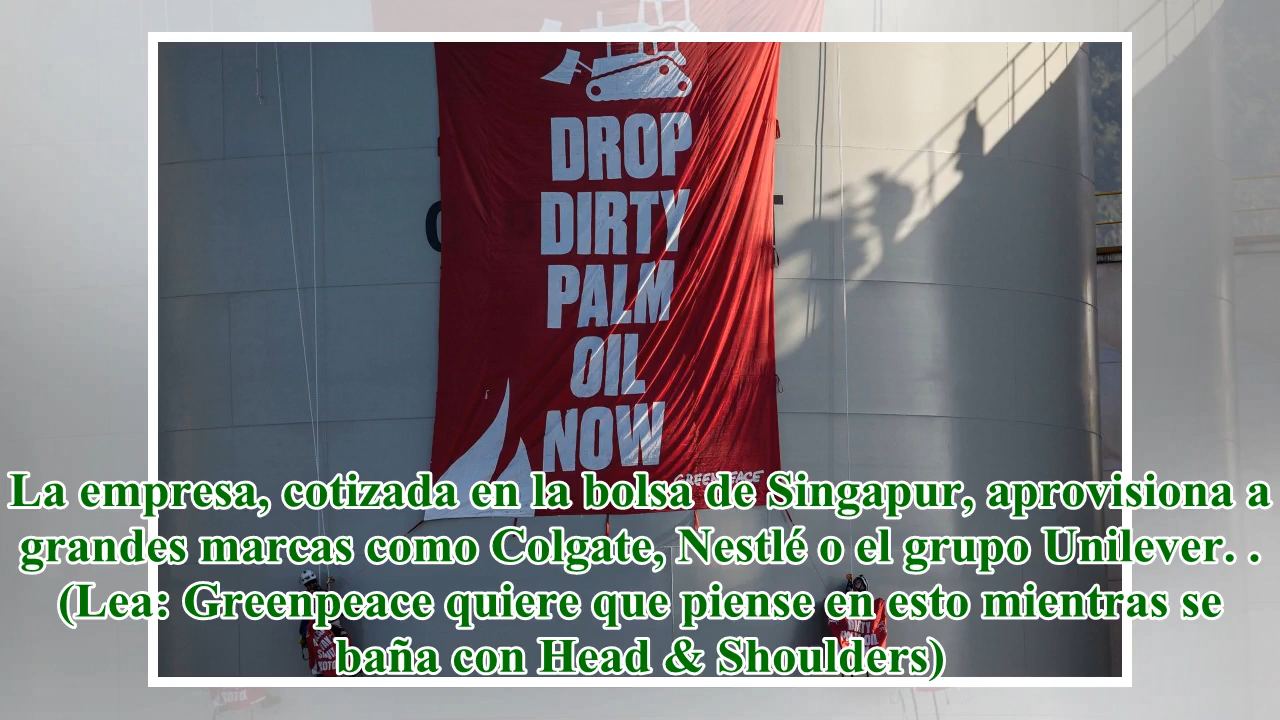 DROP
DIRTY
PALM
OIL
NOW
GREENPEACE
La empresa, cotizada en la bolsa de Singapur, aprovisiona a
grandes marcas como Colgate, Nestlé o el grupo Unilever. .
(Lea: Greenpeace quiere que piense en esto mientras se
baña con Head & Shoulders)
DIRTY